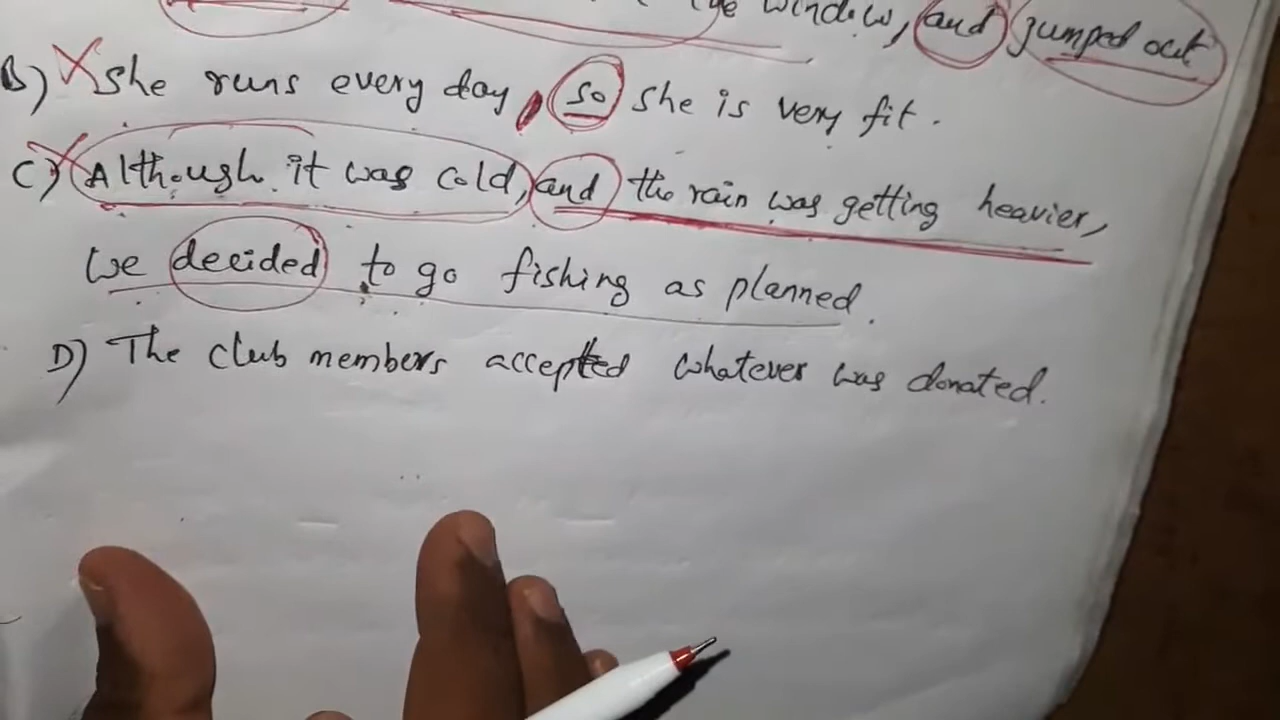 the window, and jumped out
B) She runs every day, so she is very fit.
C) Although it was cold, and the rain was getting heavier,
we decided to go fishing as planned.
D) The club members accepted whatever was donated.